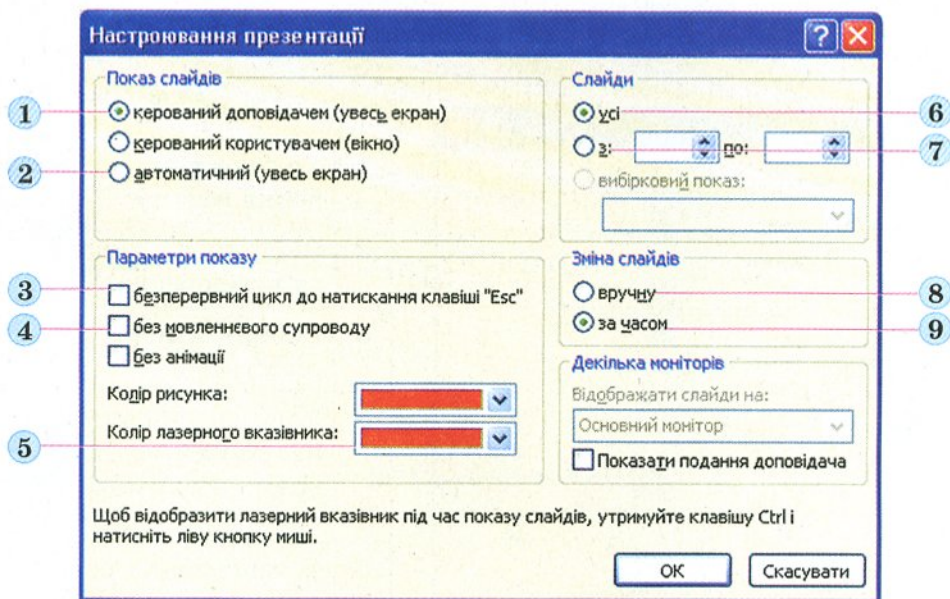 Настроювання презентації
Показ слайдів
1 керований доповідачем (увесь екран)
керований користувачем (вікно)
2 автоматичний (увесь екран)
Слайди
усі 6
з: по: 7
вибірковий показ:
Параметри показу
3 безперервний цикл до натискання клавіші "Esc"
4 без мовленнєвого супроводу
без анімації
Колір рисунка:
5 Колір лазерного вказівника:
Зміна слайдів
вручну 8
за часом 9
Декілька моніторів
Відображати слайди на:
Основний монітор
Показати подання доповідача
Щоб відобразити лазерний вказівник під час показу слайдів, утримуйте клавішу Ctrl і
натисніть ліву кнопку миші.
ОК Скасувати